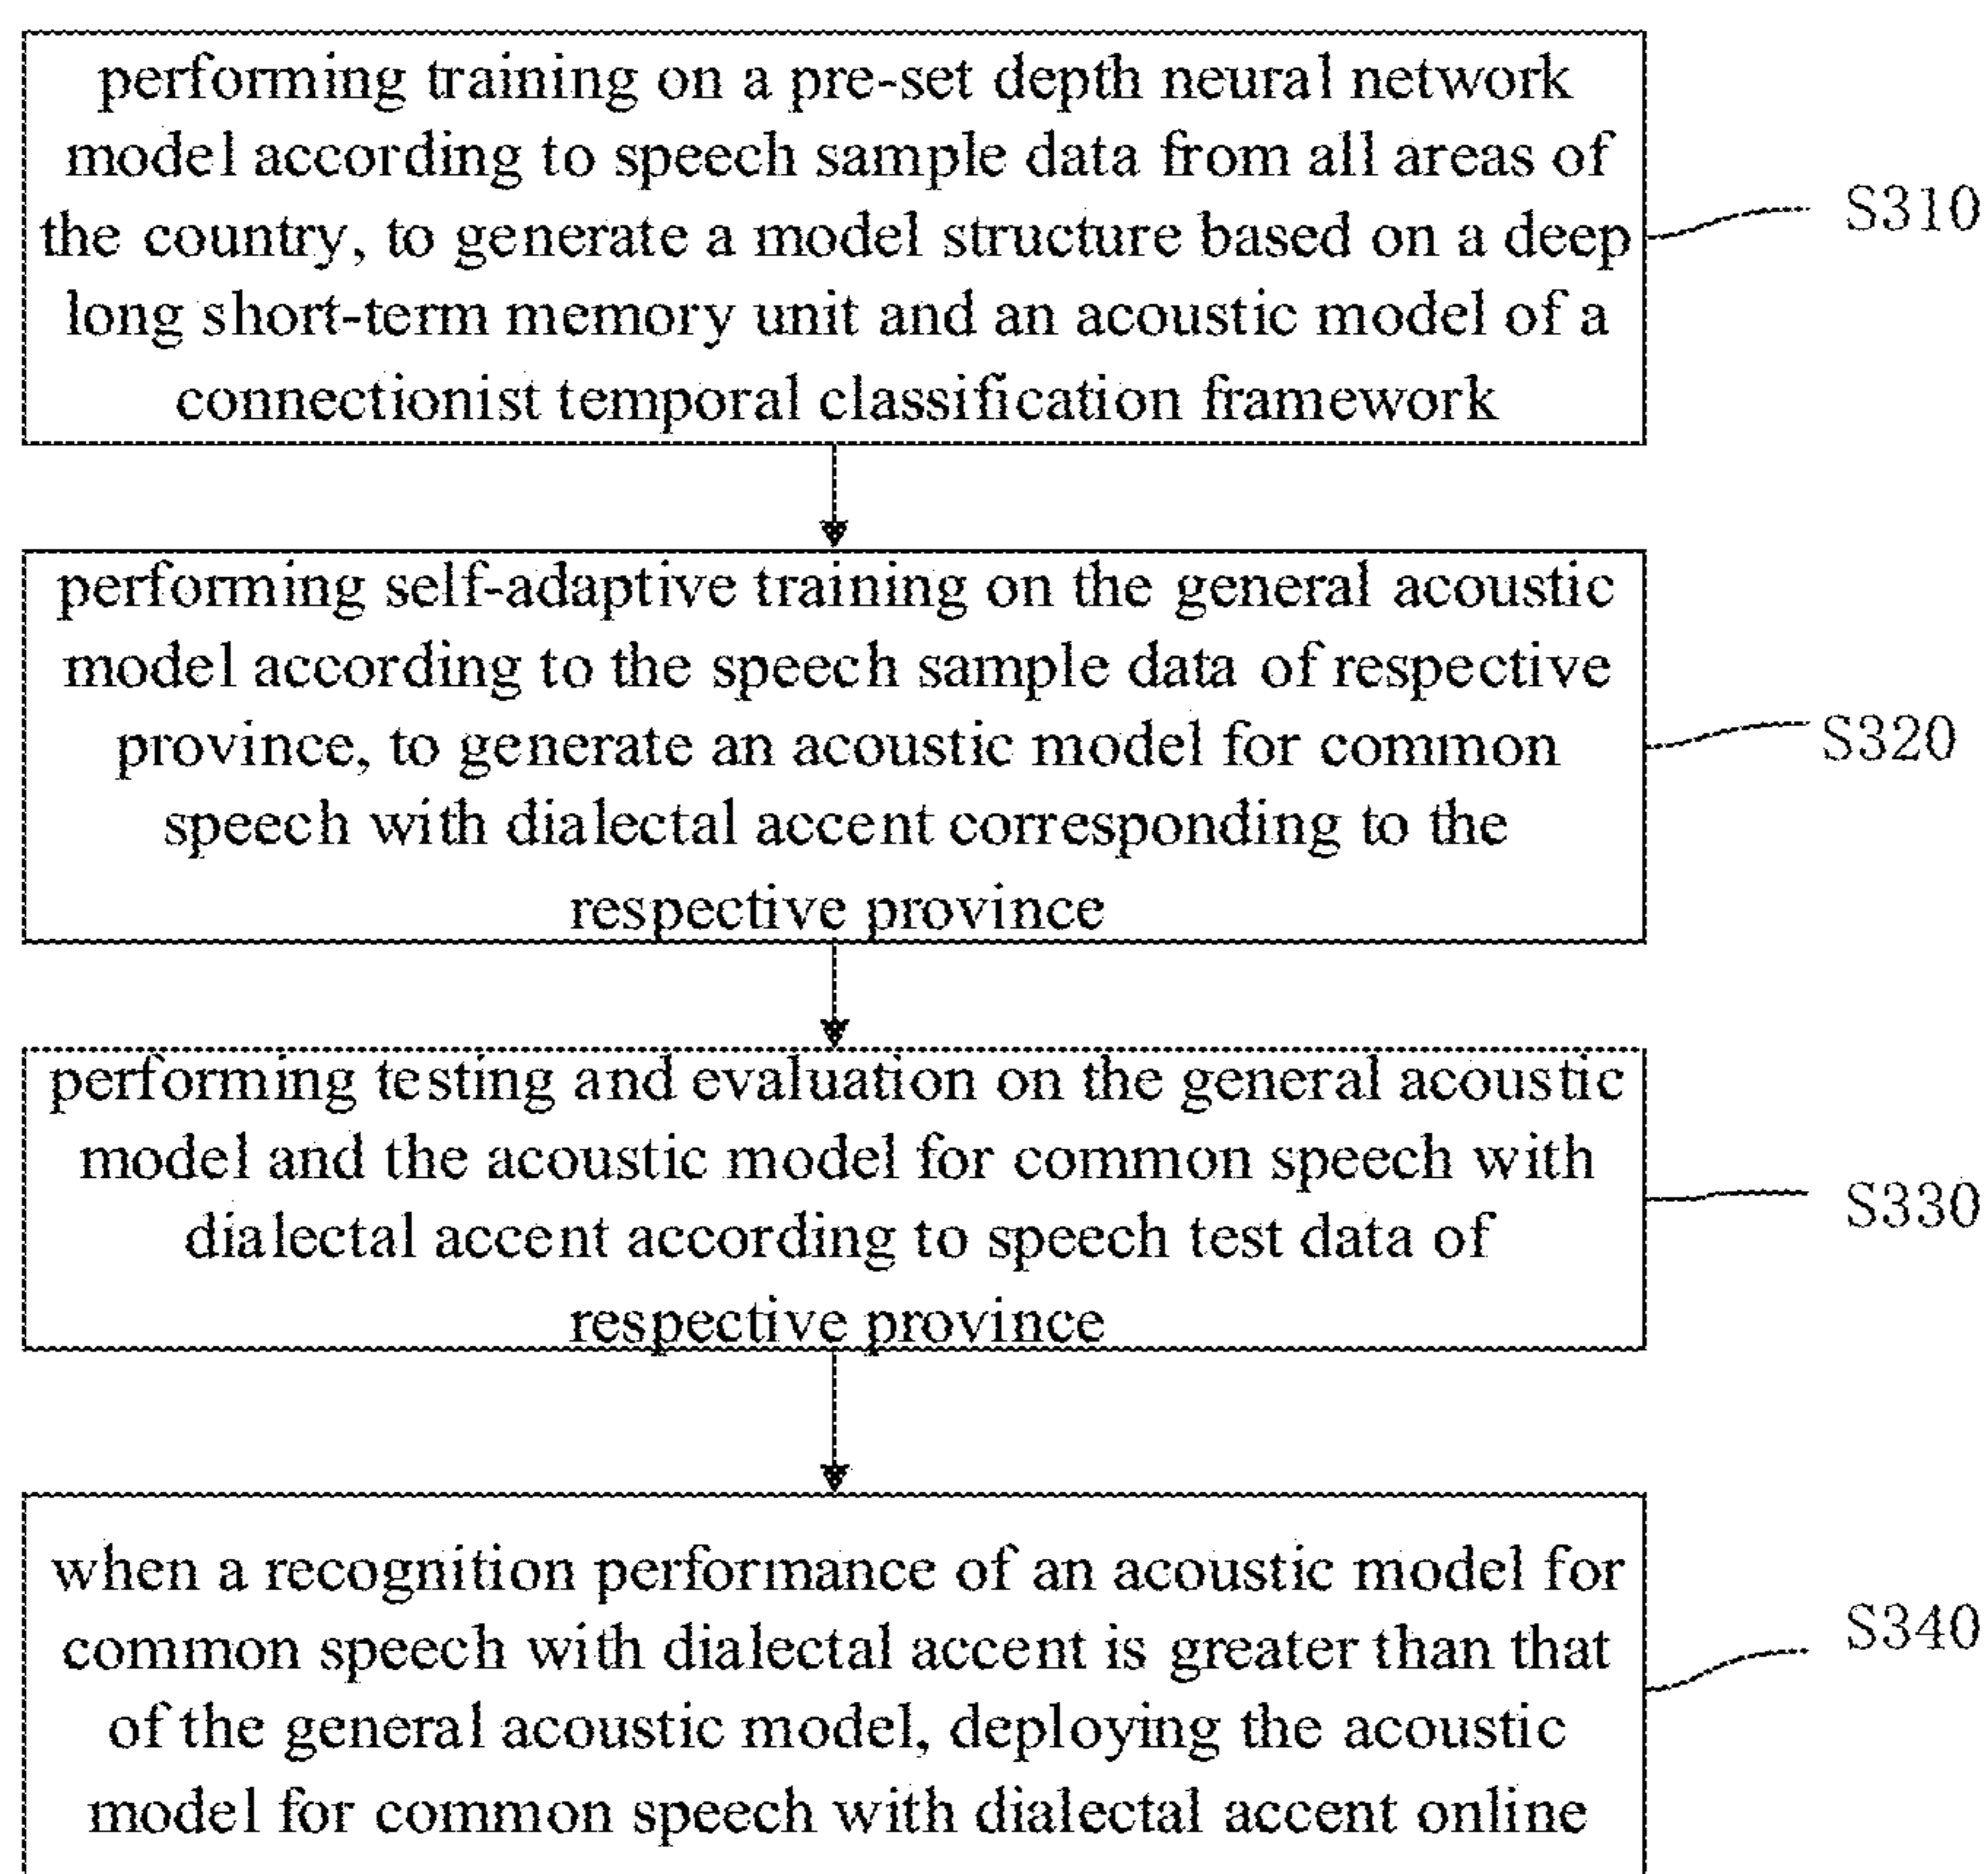 performing training on a pre-set depth neural network
model according to speech sample data from all areas of
the country, to generate a model structure based on a deep
long short-term memory unit and an acoustic model of a
connectionist temporal classification framework
S310
performing self-adaptive training on the general acoustic
model according to the speech sample data of respective
province, to generate an acoustic model for common
speech with dialectal accent corresponding to the
respective province
S320
performing testing and evaluation on the general acoustic
model and the acoustic model for common speech with
dialectal accent according to speech test data of
respective province
S330
when a recognition performance of an acoustic model for
common speech with dialectal accent is greater than that
of the general acoustic model, deploying the acoustic
model for common speech with dialectal accent online
S340